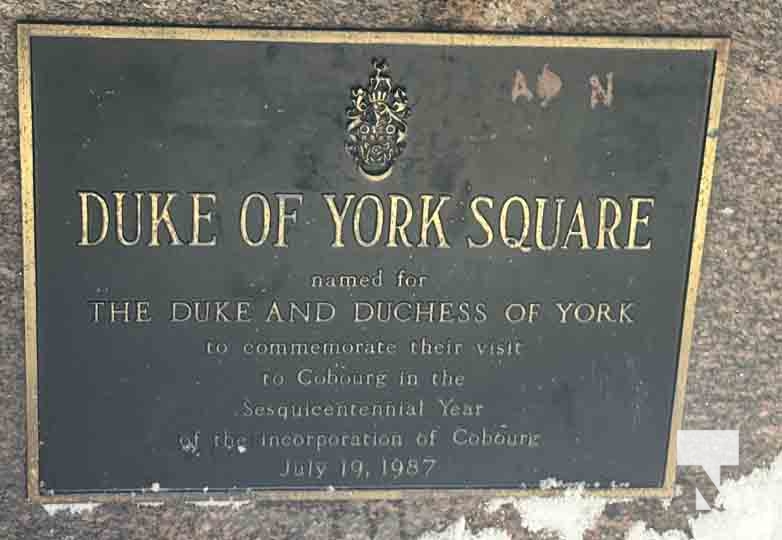 A N
DUKE OF YORK SQUARE
named for
THE DUKE AND DUCHESS OF YORK
to commemorate their visit
to Cobourg in the
Sesquicentennial Year
of the incorporation of Cobourg
July 19, 1987